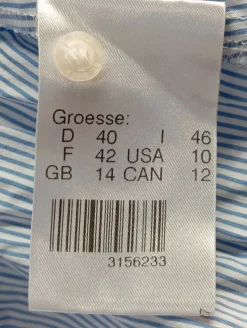 Groesse:
D 40 I 46
F 42 USA 10
GB 14 CAN 12
3156233